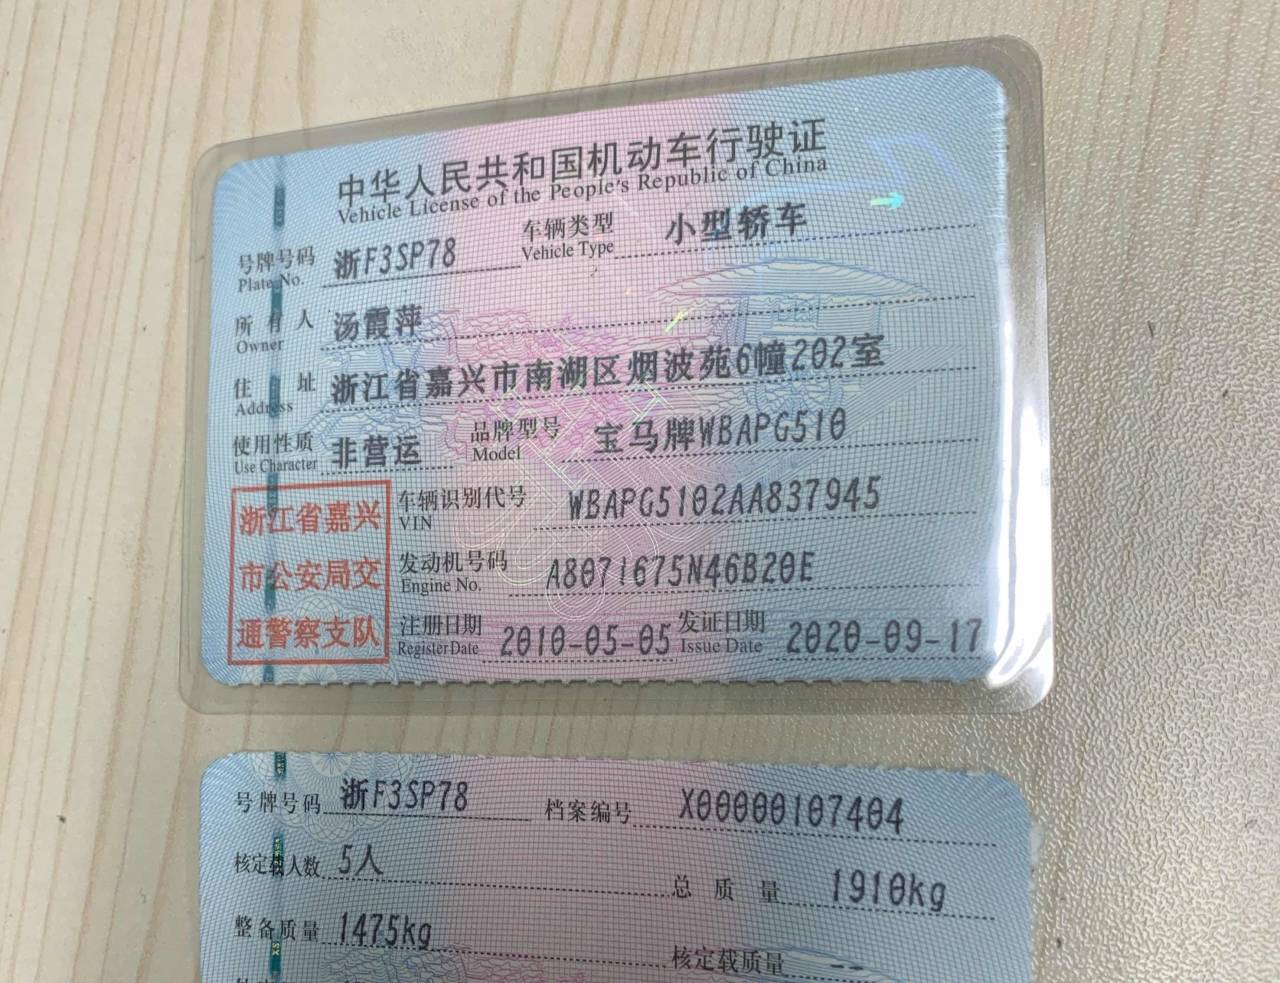 中华人民共和国机动车行驶证
Vehicle License of the People's Republic of China
号牌号码 浙F3SP78 车辆类型 小型轿车
Plate No. Vehicle Type
所有人 汤霞萍
Owner
住址 浙江省嘉兴市南湖区烟波苑6幢202室
Address
使用性质 非营运 品牌型号 宝马牌WBAPG510
Use Character Model
浙江省嘉兴
市公安局交
通警察支队
车辆识别代号 WBAPG5102AA837945
VIN
发动机号码 A8071675N46B20E
Engine No.
注册日期 2010-05-05 发证日期 2020-09-17
Register Date Issue Date
号牌号码 浙F3SP78 档案编号 X00000107404
核定载人数 5人 总质量 1910kg
整备质量 1475kg 核定载质量 --